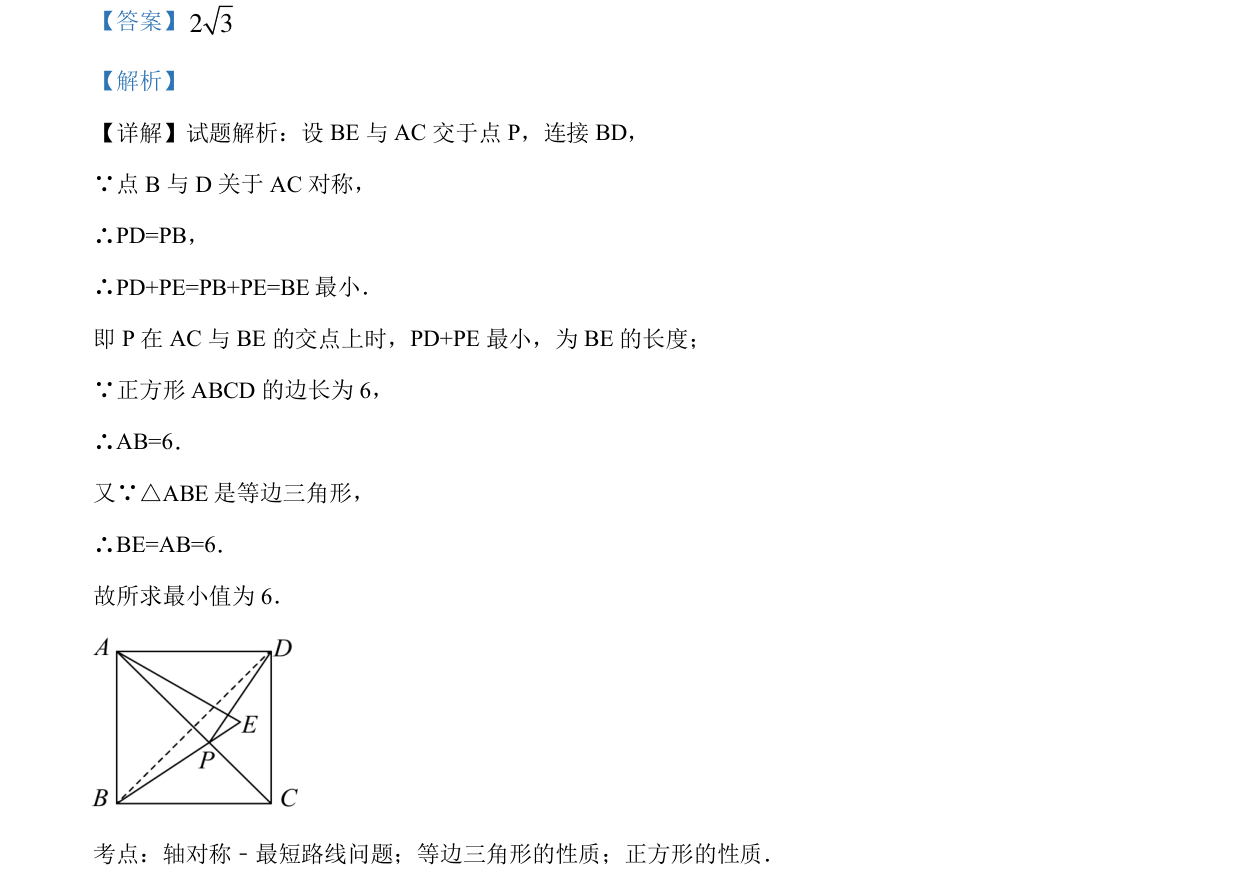 【答案】2√3
【解析】
【详解】试题解析：设 BE 与 AC 交于点 P，连接 BD，
∵点 B 与 D 关于 AC 对称，
∴PD=PB，
∴PD+PE=PB+PE=BE 最小．
即 P 在 AC 与 BE 的交点上时，PD+PE 最小，为 BE 的长度；
∵正方形 ABCD 的边长为 6，
∴AB=6．
又∵△ABE 是等边三角形，
∴BE=AB=6．
故所求最小值为 6．
A
D
E
P
B
C
考点：轴对称﹣最短路线问题；等边三角形的性质；正方形的性质．